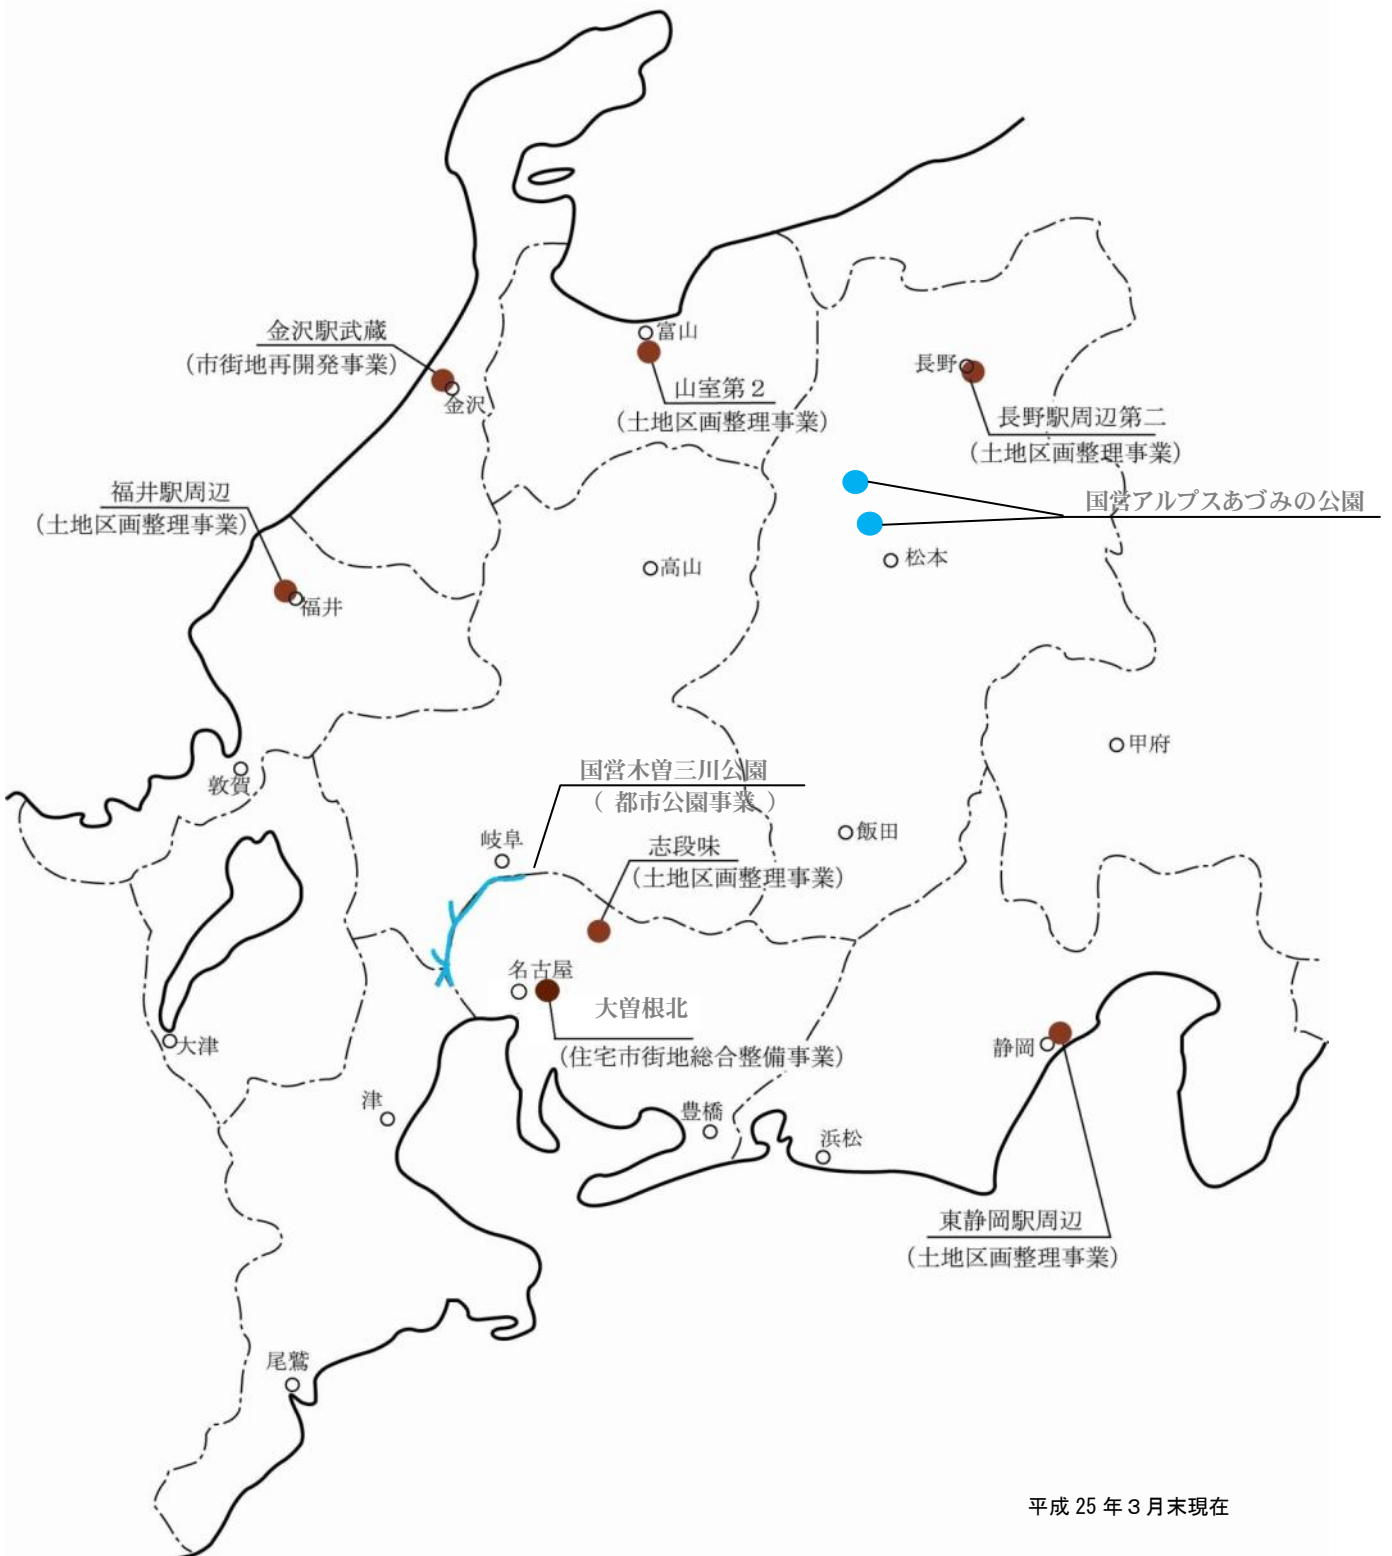 金沢駅武蔵
(市街地再開発事業)
金沢
富山
山室第２
(土地区画整理事業)
長野
長野駅周辺第二
(土地区画整理事業)
福井駅周辺
(土地区画整理事業)
福井
国営アルプスあづみの公園
松本
高山
甲府
敦賀
国営木曽三川公園
（ 都市公園事業 ）
飯田
岐阜
志段味
(土地区画整理事業)
名古屋
大曽根北
(住宅市街地総合整備事業)
大津
静岡
津
豊橋
浜松
東静岡駅周辺
(土地区画整理事業)
尾鷲
平成 25 年３月末現在